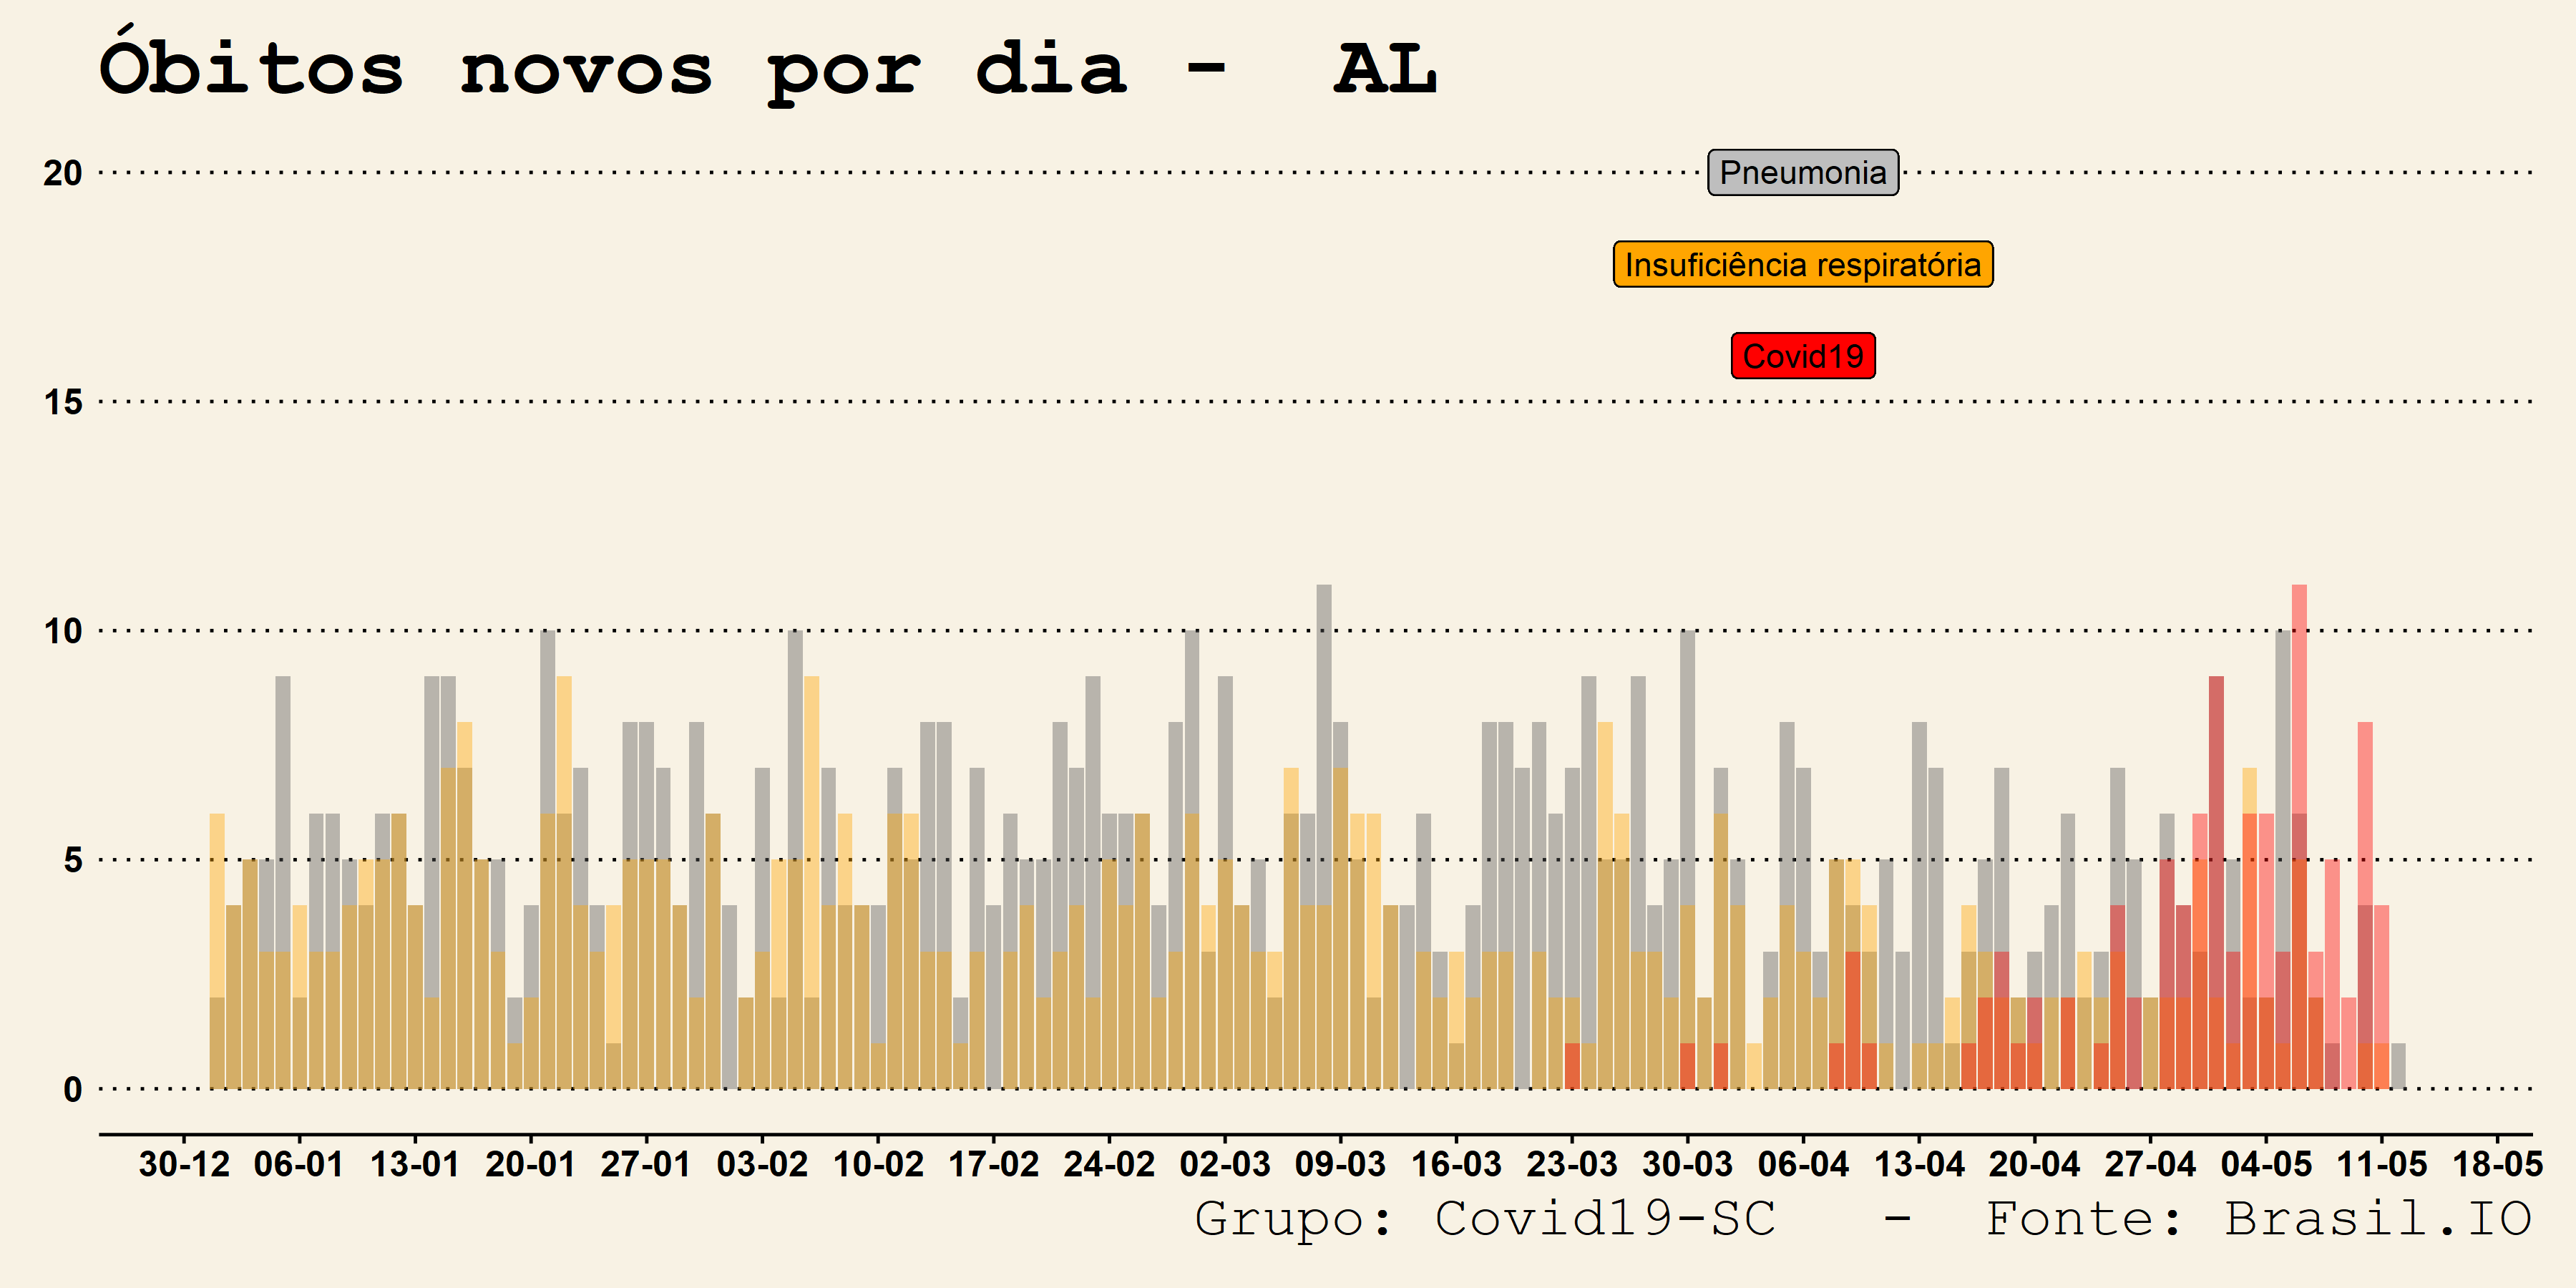 Óbitos novos por dia -  AL
20
Pneumonia
Insuficiência respiratória
Covid19
15
10
5
0
30-12 06-01 13-01 20-01 27-01 03-02 10-02 17-02 24-02 02-03 09-03 16-03 23-03 30-03 06-04 13-04 20-04 27-04 04-05 11-05 18-05
Grupo: Covid19-SC  -  Fonte: Brasil.IO